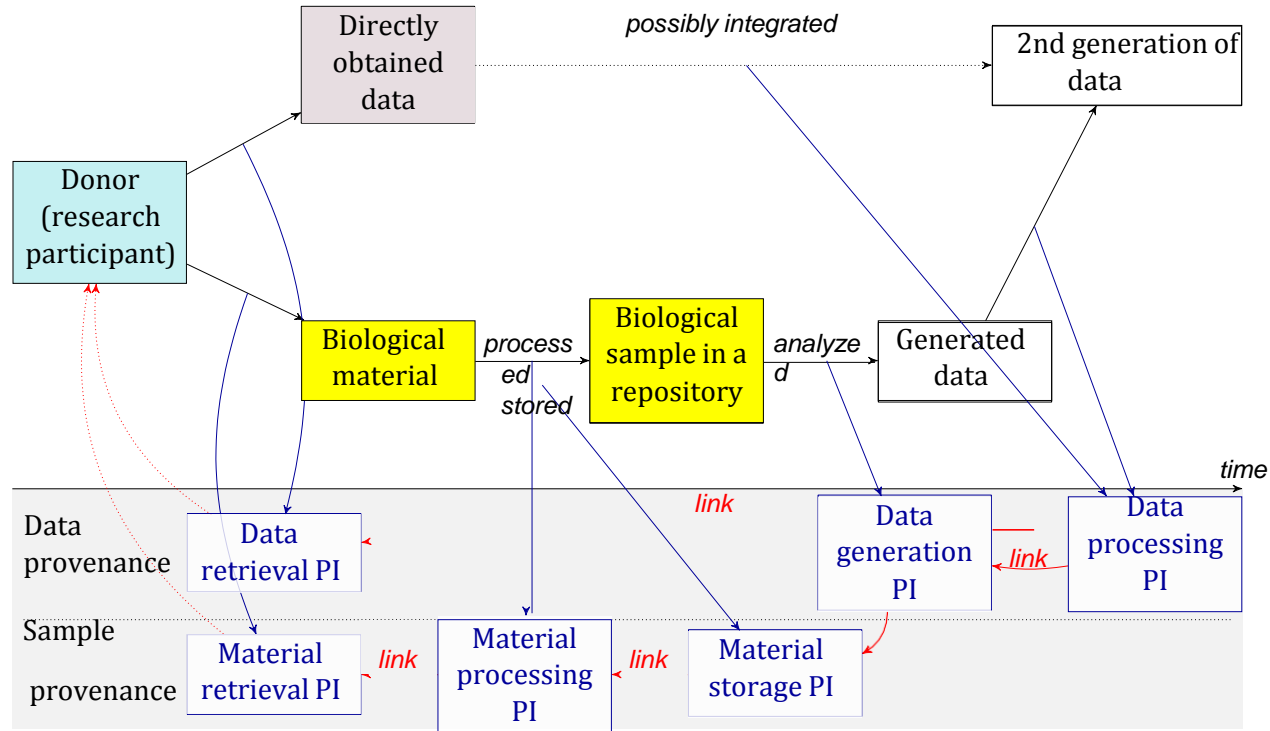 Directly
obtained
data
possibly integrated
2nd generation of
data
Donor
(research
participant)
Biological
material
process
ed
stored
Biological
sample in a
repository
analyze
d
Generated
data
time
link
Data
provenance
Data
retrieval PI
Data
generation
PI
link
Data
processing
PI
Sample
provenance
Material
retrieval PI
link
Material
processing
PI
link
Material
storage PI